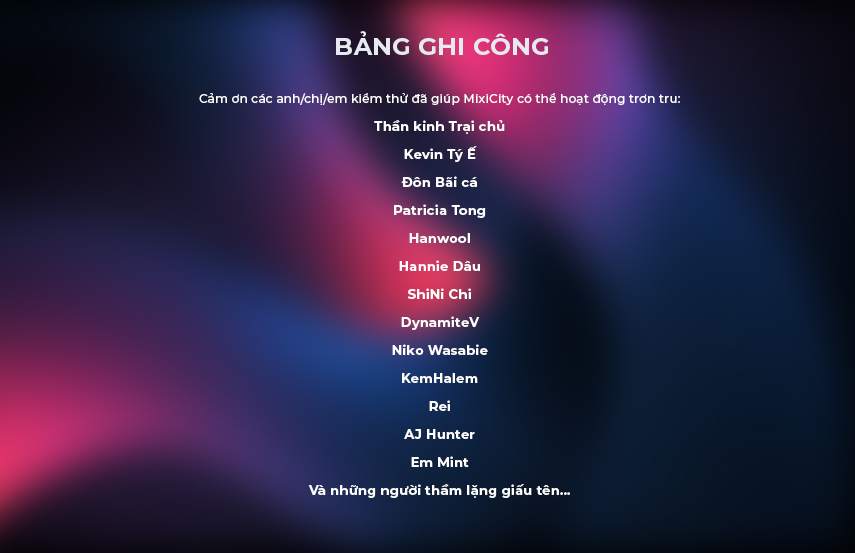 BẢNG GHI CÔNG
Cảm ơn các anh/chị/em kiểm thử đã giúp MixiCity có thể hoạt động trơn tru:
Thần kinh Trại chủ
Kevin Tý Ế
Đôn Bãi cá
Patricia Tong
Hanwool
Hannie Dâu
ShiNi Chi
DynamiteV
Niko Wasabie
KemHalem
Rei
AJ Hunter
Em Mint
Và những người thầm lặng giấu tên...